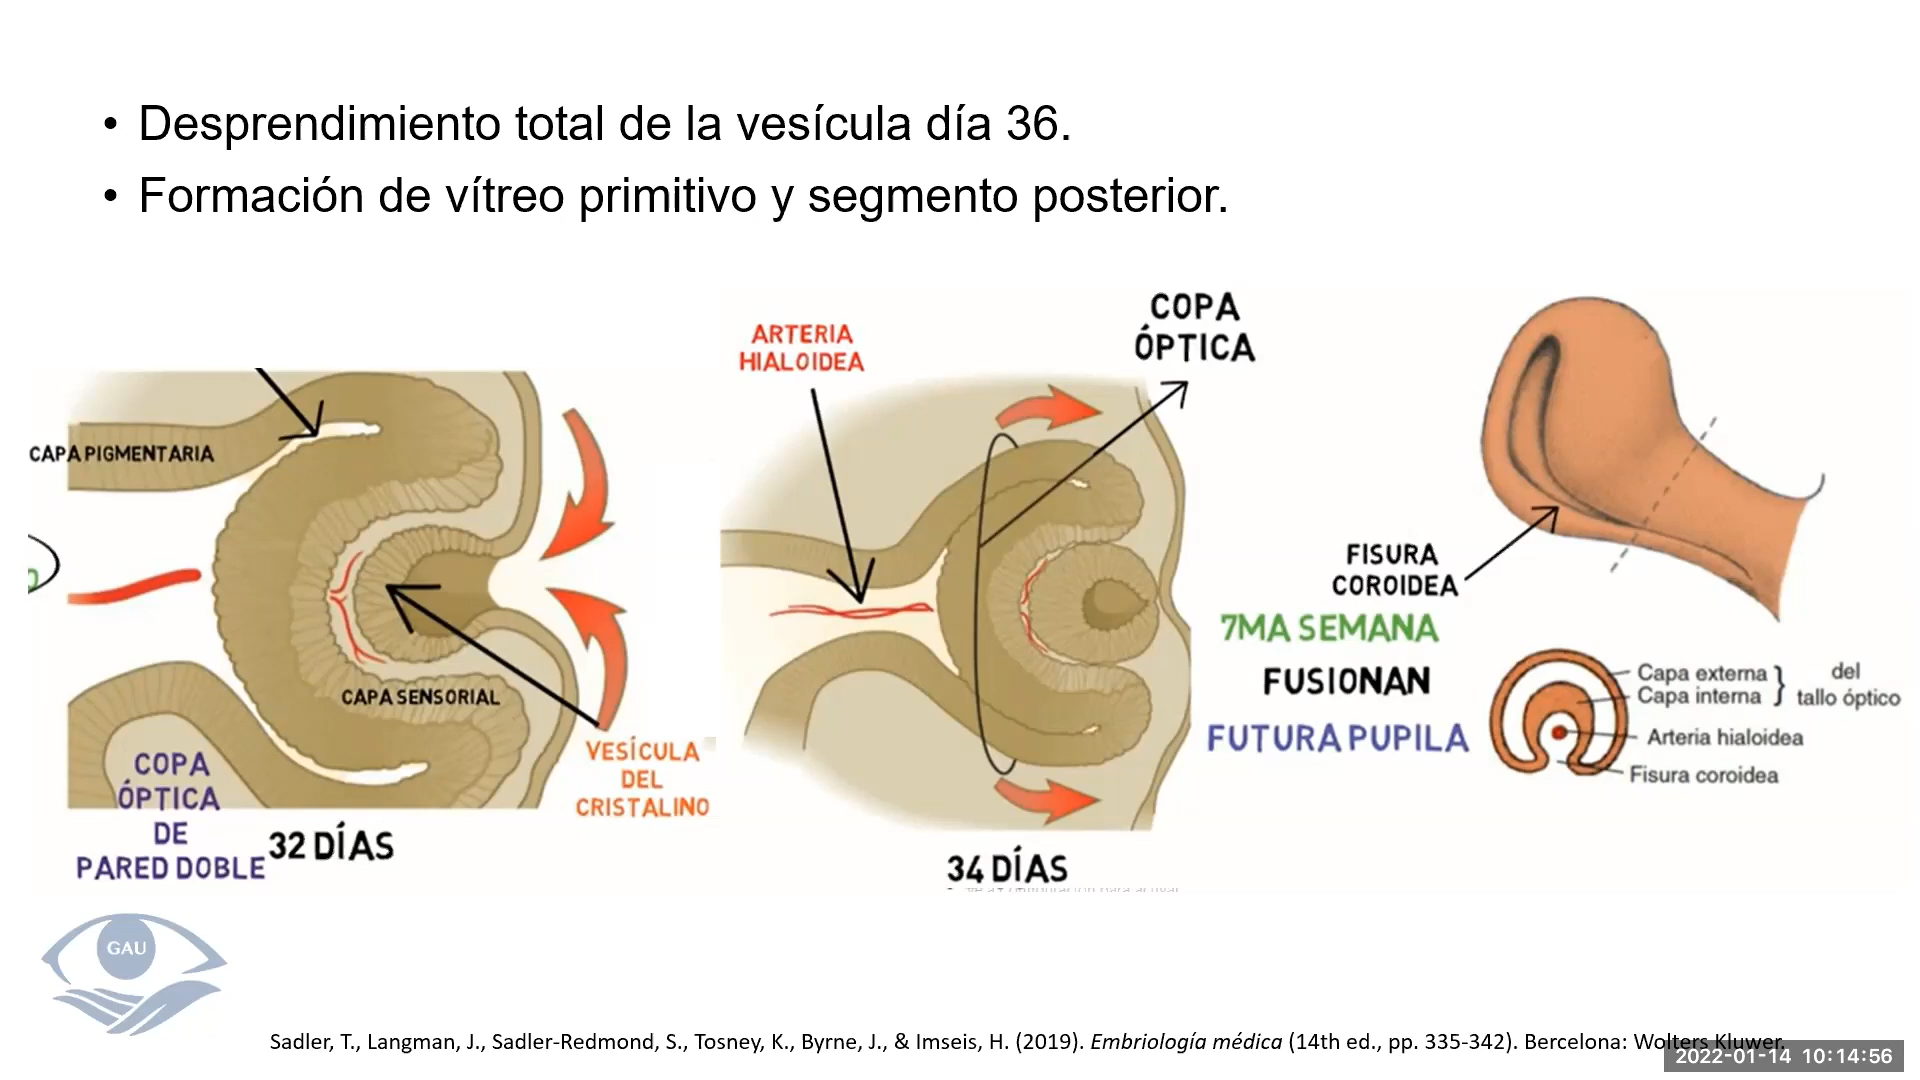 • Desprendimiento total de la vesícula día 36.
• Formación de vítreo primitivo y segmento posterior.
CAPA PIGMENTARIA
CAPA SENSORIAL
COPA
ÓPTICA
DE
PARED DOBLE
32 DÍAS
VESÍCULA
DEL
CRISTALINO
ARTERIA
HIALOIDEA
COPA
ÓPTICA
34 DÍAS
FISURA
COROIDEA
7MA SEMANA
FUSIONAN
FUTURA PUPILA
Capa externa } del
Capa interna } tallo óptico
Arteria hialoidea
Fisura coroidea
GAU
Sadler, T., Langman, J., Sadler-Redmond, S., Tosney, K., Byrne, J., & Imseis, H. (2019). Embriología médica (14th ed., pp. 335-342). Bercelona: Wolters Kluwer.
2022-01-14 10:14:56